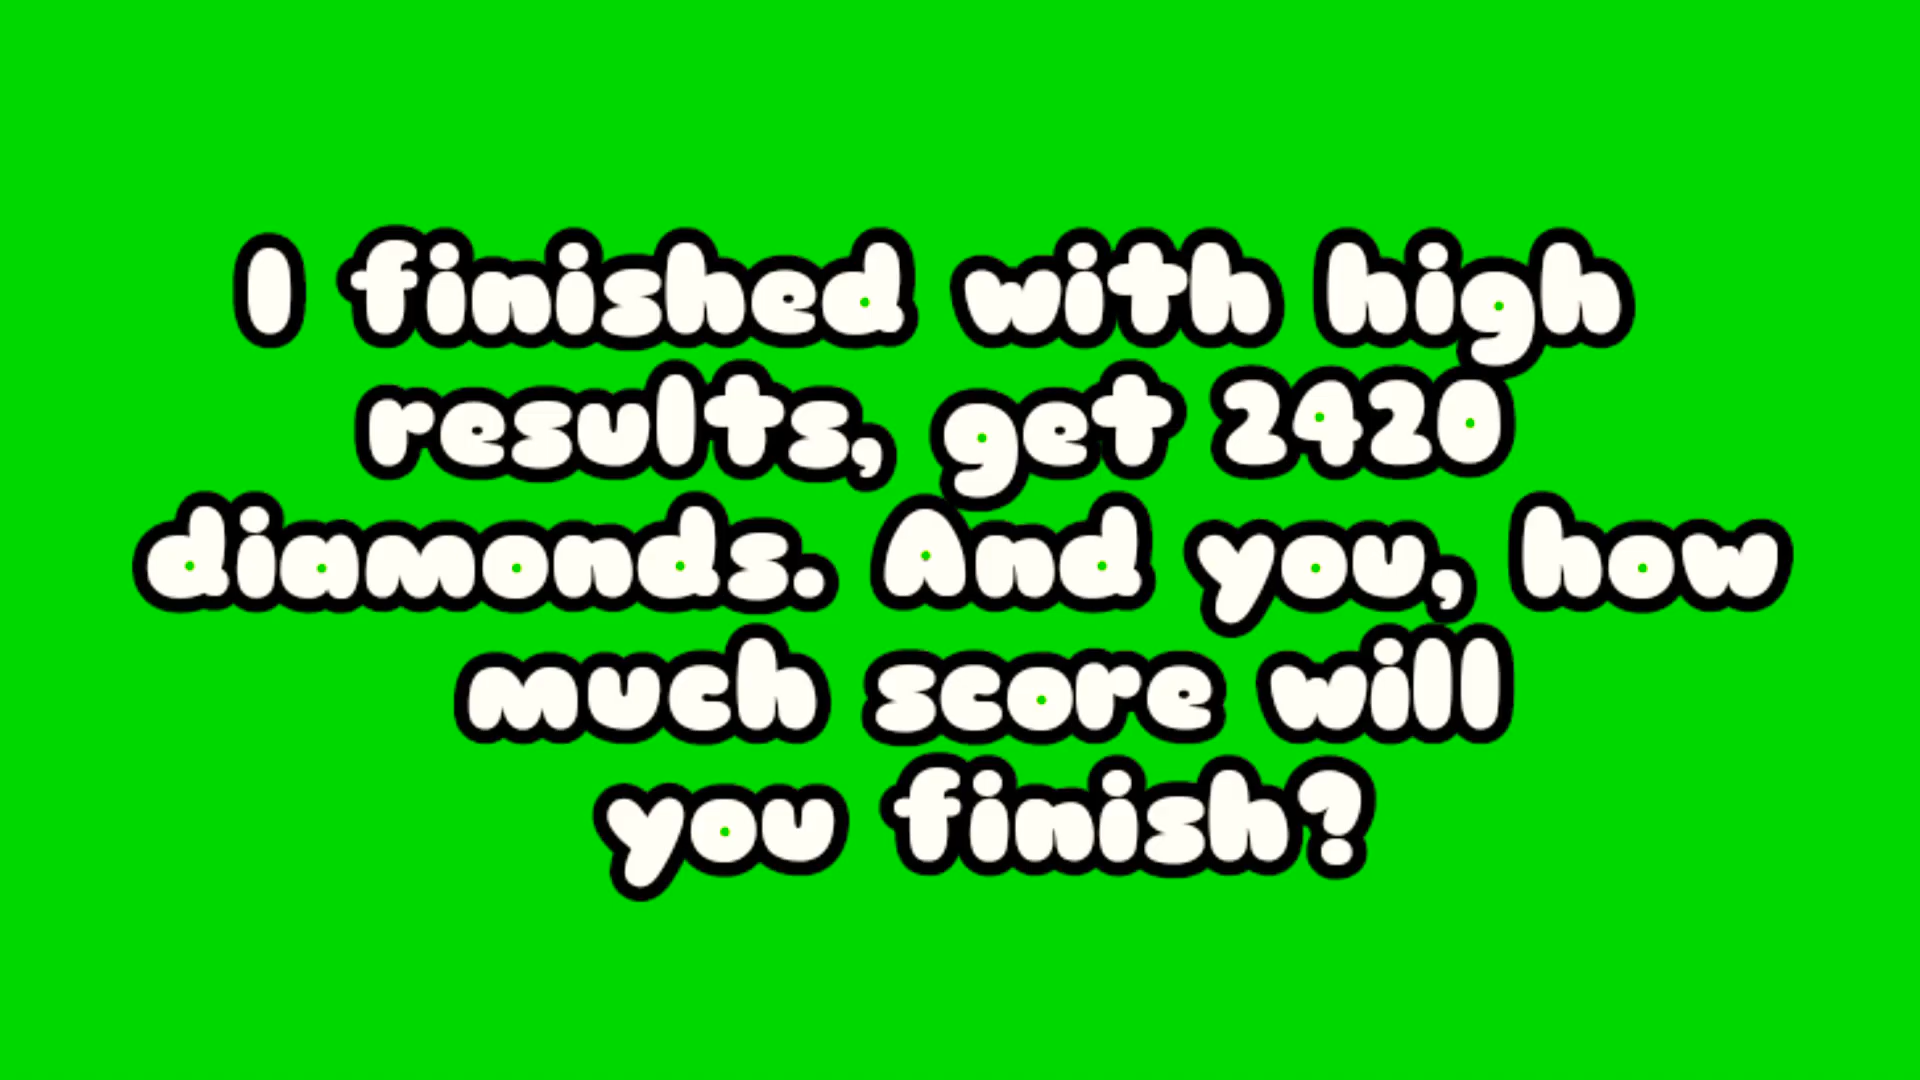 I finished with high
results, get 2420
diamonds. And you, how
much score will
you finish?